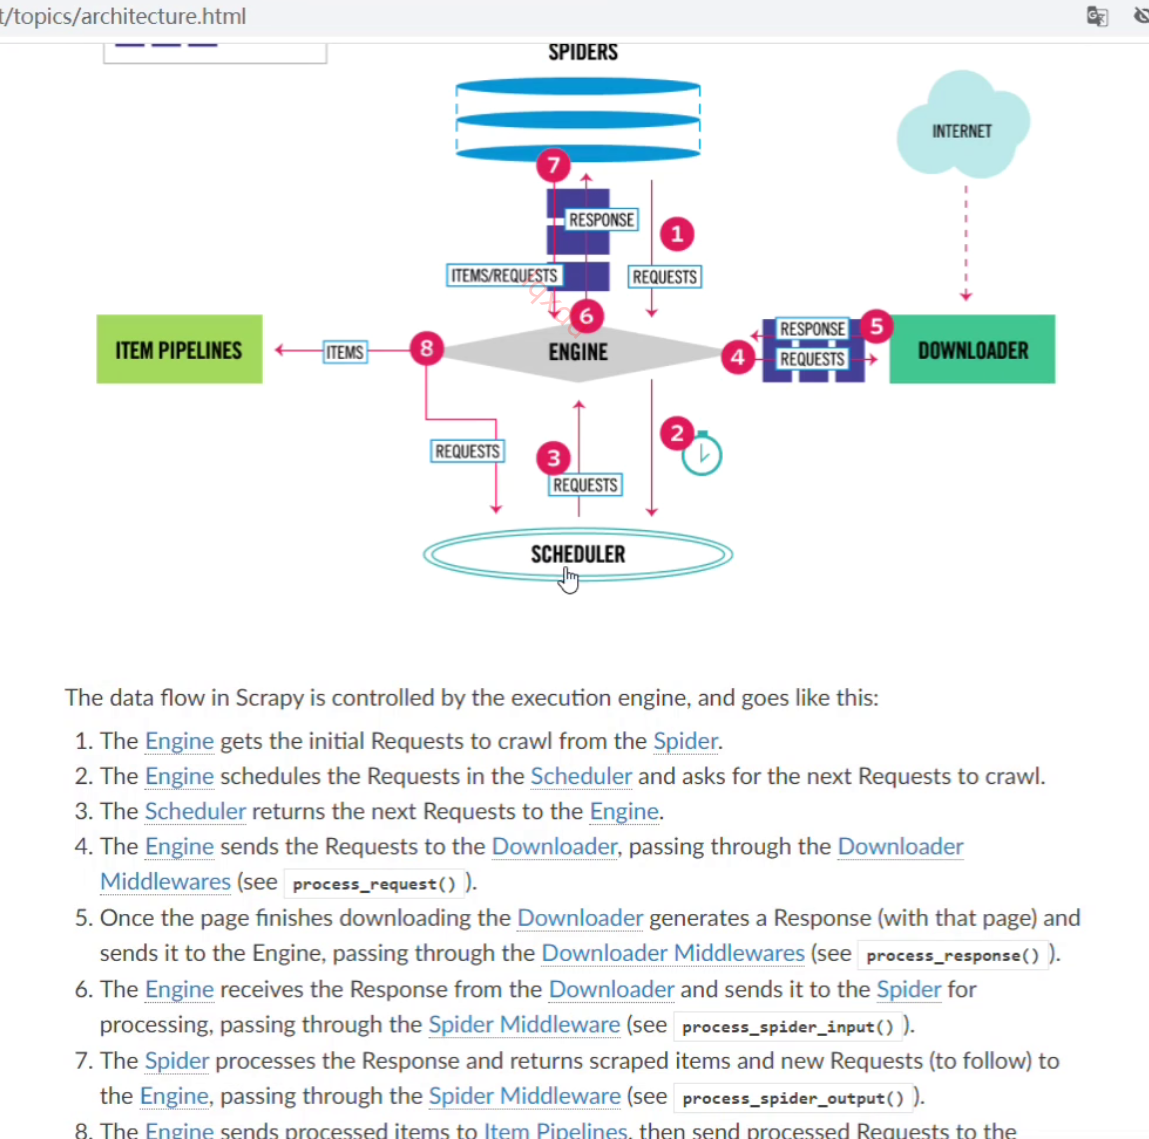 t/topics/architecture.html
SPIDERS
INTERNET
7
RESPONSE
1
ITEMS/REQUESTS
REQUESTS
6
ITEM PIPELINES
ITEMS
8
ENGINE
4
RESPONSE
5
REQUESTS
DOWNLOADER
2
REQUESTS
3
REQUESTS
SCHEDULER
The data flow in Scrapy is controlled by the execution engine, and goes like this:
1. The Engine gets the initial Requests to crawl from the Spider.
2. The Engine schedules the Requests in the Scheduler and asks for the next Requests to crawl.
3. The Scheduler returns the next Requests to the Engine.
4. The Engine sends the Requests to the Downloader, passing through the Downloader
Middlewares (see process_request() ).
5. Once the page finishes downloading the Downloader generates a Response (with that page) and
sends it to the Engine, passing through the Downloader Middlewares (see process_response() ).
6. The Engine receives the Response from the Downloader and sends it to the Spider for
processing, passing through the Spider Middleware (see process_spider_input() ).
7. The Spider processes the Response and returns scraped items and new Requests (to follow) to
the Engine, passing through the Spider Middleware (see process_spider_output() ).
8. The Engine sends processed items to Item Pipelines, then send processed Requests to the